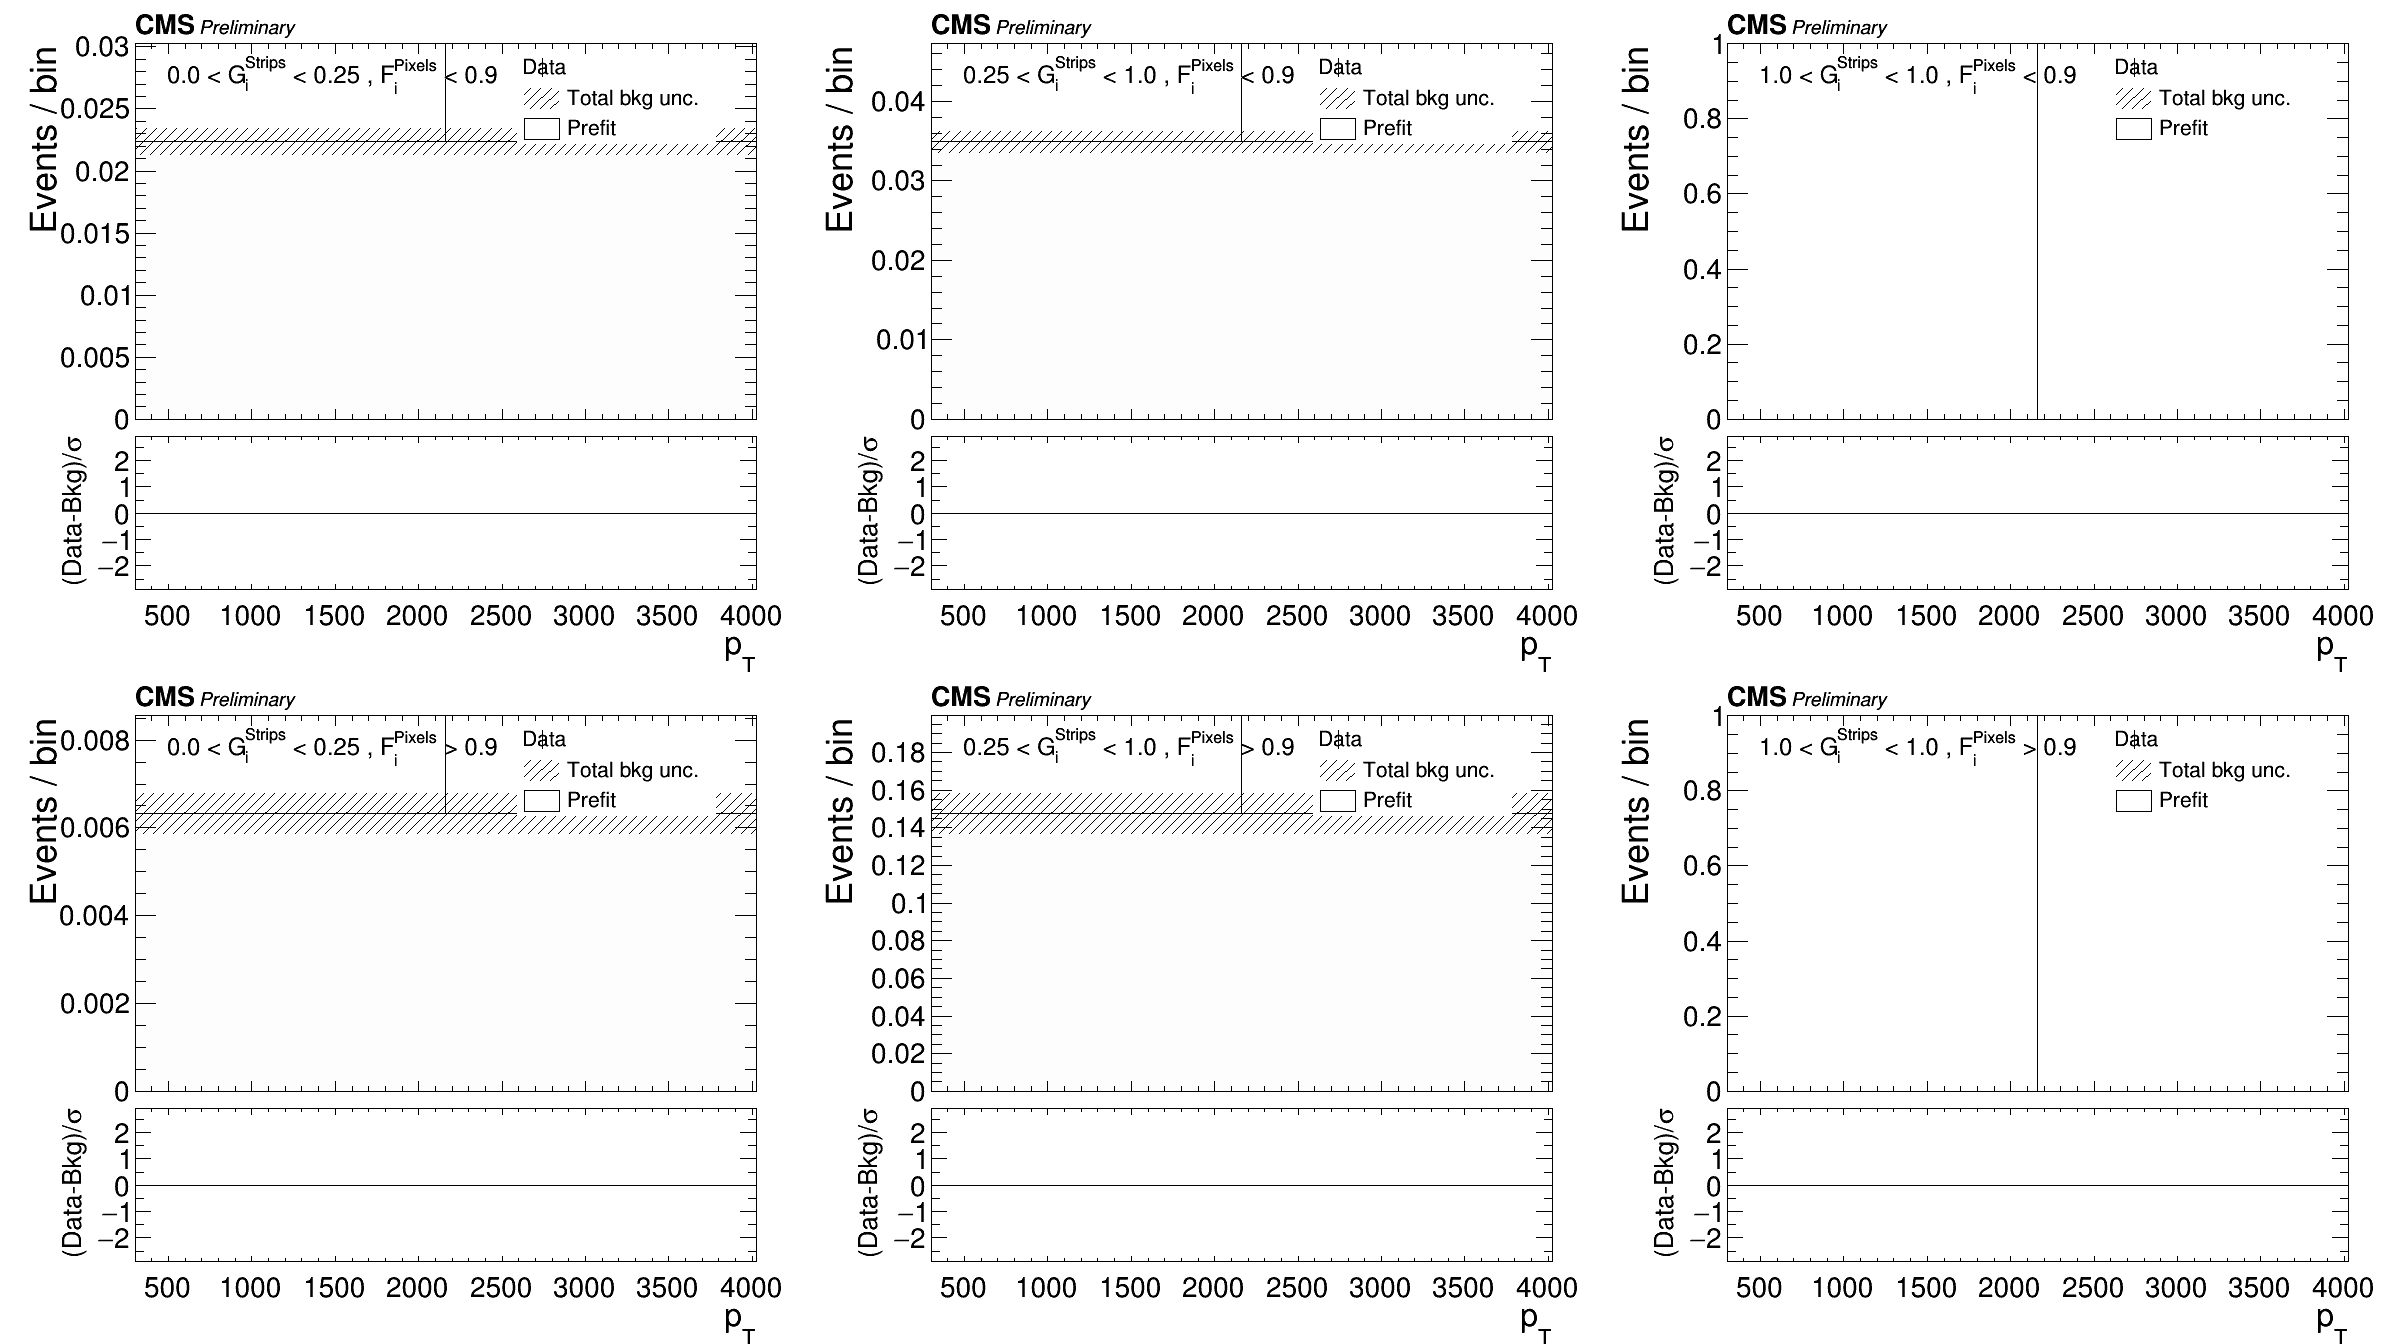 CMS Preliminary
Events / bin
0.03
0.025
0.02
0.015
0.01
0.005
0
0.0 < G_i^Strips < 0.25 , F_i^Pixels < 0.9
Data
Total bkg unc.
Prefit
(Data-Bkg)/σ
2
1
0
−1
−2
500 1000 1500 2000 2500 3000 3500 4000
p_T
CMS Preliminary
Events / bin
0.04
0.03
0.02
0.01
0
0.25 < G_i^Strips < 1.0 , F_i^Pixels < 0.9
Data
Total bkg unc.
Prefit
(Data-Bkg)/σ
2
1
0
−1
−2
500 1000 1500 2000 2500 3000 3500 4000
p_T
CMS Preliminary
Events / bin
1
0.8
0.6
0.4
0.2
0
1.0 < G_i^Strips < 1.0 , F_i^Pixels < 0.9
Data
Total bkg unc.
Prefit
(Data-Bkg)/σ
2
1
0
−1
−2
500 1000 1500 2000 2500 3000 3500 4000
p_T
CMS Preliminary
Events / bin
0.008
0.006
0.004
0.002
0
0.0 < G_i^Strips < 0.25 , F_i^Pixels > 0.9
Data
Total bkg unc.
Prefit
(Data-Bkg)/σ
2
1
0
−1
−2
500 1000 1500 2000 2500 3000 3500 4000
p_T
CMS Preliminary
Events / bin
0.18
0.16
0.14
0.12
0.1
0.08
0.06
0.04
0.02
0
0.25 < G_i^Strips < 1.0 , F_i^Pixels > 0.9
Data
Total bkg unc.
Prefit
(Data-Bkg)/σ
2
1
0
−1
−2
500 1000 1500 2000 2500 3000 3500 4000
p_T
CMS Preliminary
Events / bin
1
0.8
0.6
0.4
0.2
0
1.0 < G_i^Strips < 1.0 , F_i^Pixels > 0.9
Data
Total bkg unc.
Prefit
(Data-Bkg)/σ
2
1
0
−1
−2
500 1000 1500 2000 2500 3000 3500 4000
p_T